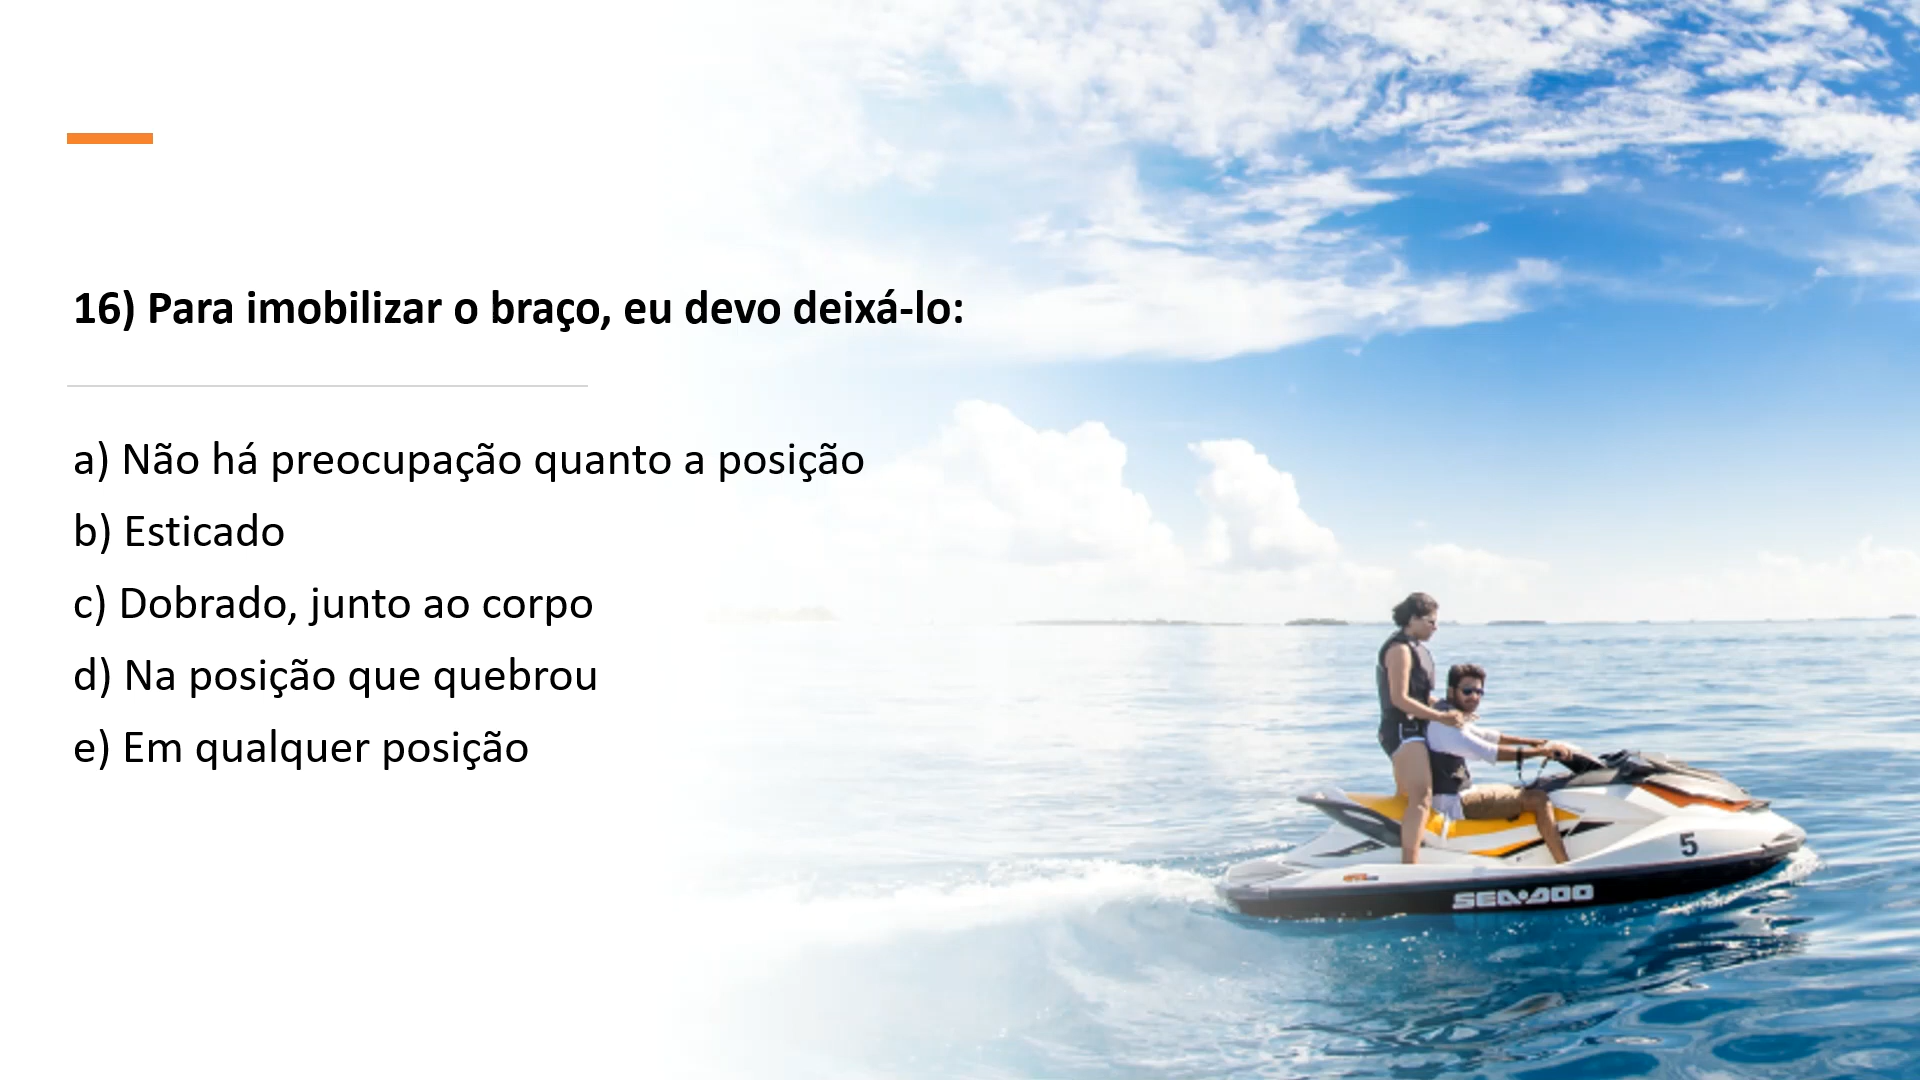 16) Para imobilizar o braço, eu devo deixá-lo:
a) Não há preocupação quanto a posição
b) Esticado
c) Dobrado, junto ao corpo
d) Na posição que quebrou
e) Em qualquer posição
5
SEA-DOO